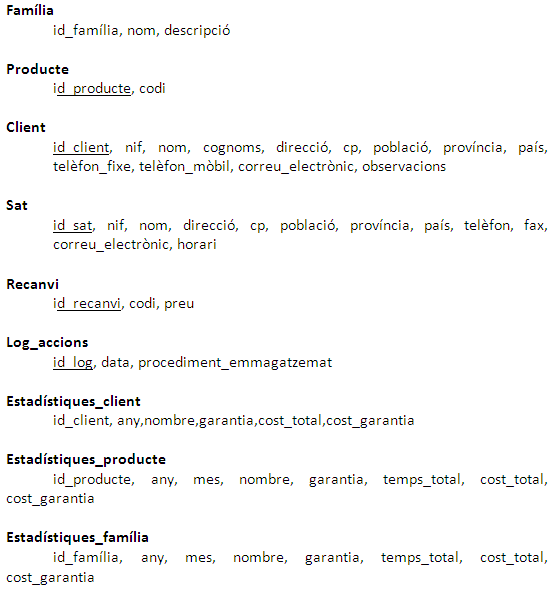 Família
id_família, nom, descripció
Producte
id_producte, codi
Client
id_client, nif, nom, cognoms, direcció, cp, població, província, país,
telèfon_fixe, telèfon_mòbil, correu_electrònic, observacions
Sat
id_sat, nif, nom, direcció, cp, població, província, país, telèfon, fax,
correu_electrònic, horari
Recanvi
id_recanvi, codi, preu
Log_accions
id_log, data, procediment_emmagatzemat
Estadístiques_client
id_client, any,nombre,garantia,cost_total,cost_garantia
Estadístiques_producte
id_producte, any, mes, nombre, garantia, temps_total, cost_total,
cost_garantia
Estadístiques_família
id_família, any, mes, nombre, garantia, temps_total, cost_total,
cost_garantia